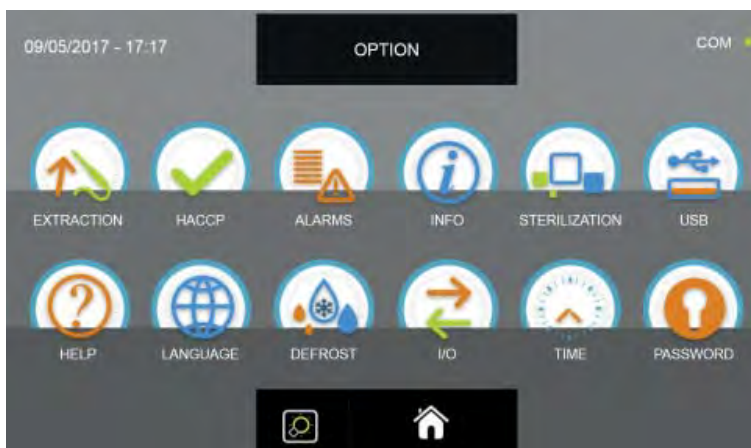 09/05/2017 - 17:17 OPTION COM
EXTRACTION HACCP ALARMS INFO STERILIZATION USB
HELP LANGUAGE DEFROST I/O TIME PASSWORD